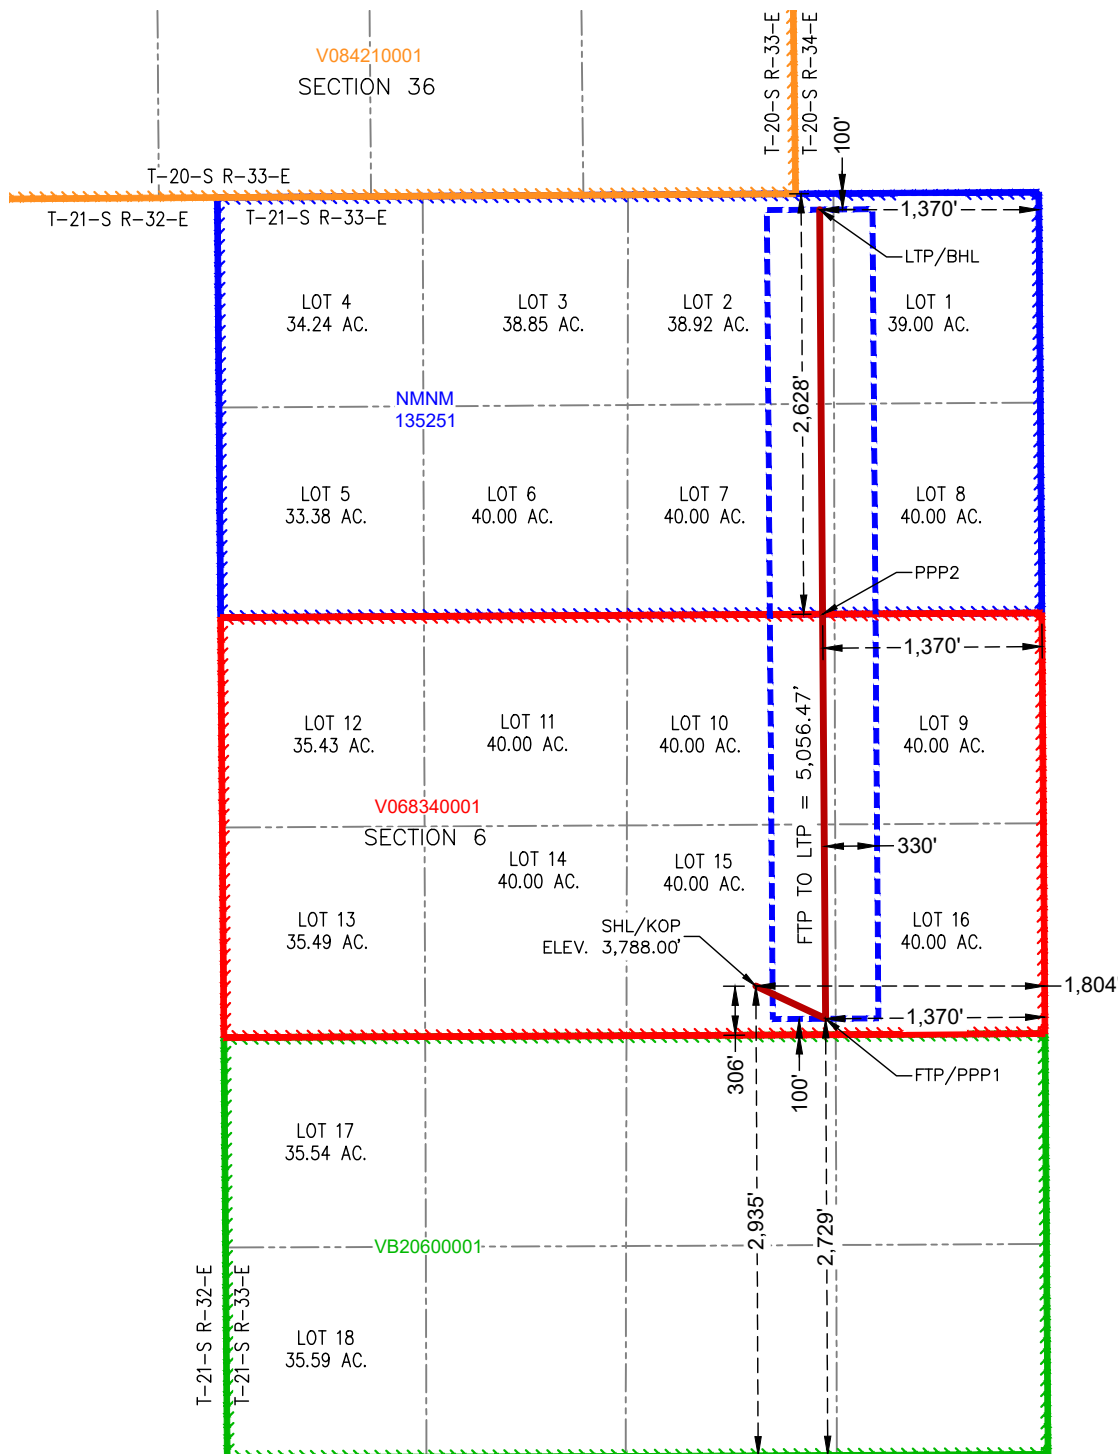 V084210001
SECTION 36
T-20-S R-33-E
T-20-S R-34-E
100'
T-20-S R-33-E
T-21-S R-32-E
T-21-S R-33-E
1,370'
LTP/BHL
LOT 4
34.24 AC.
LOT 3
38.85 AC.
LOT 2
38.92 AC.
LOT 1
39.00 AC.
NMNM
135251
2,628'
LOT 5
33.38 AC.
LOT 6
40.00 AC.
LOT 7
40.00 AC.
LOT 8
40.00 AC.
PPP2
1,370'
LOT 12
35.43 AC.
LOT 11
40.00 AC.
LOT 10
40.00 AC.
LOT 9
40.00 AC.
FTP TO LTP = 5,056.47'
V068340001
SECTION 6
330'
LOT 14
40.00 AC.
LOT 15
40.00 AC.
LOT 13
35.49 AC.
SHL/KOP
ELEV. 3,788.00'
LOT 16
40.00 AC.
1,804'
1,370'
306'
100'
FTP/PPP1
LOT 17
35.54 AC.
2,935'
2,729'
VB20600001
T-21-S R-32-E
T-21-S R-33-E
LOT 18
35.59 AC.